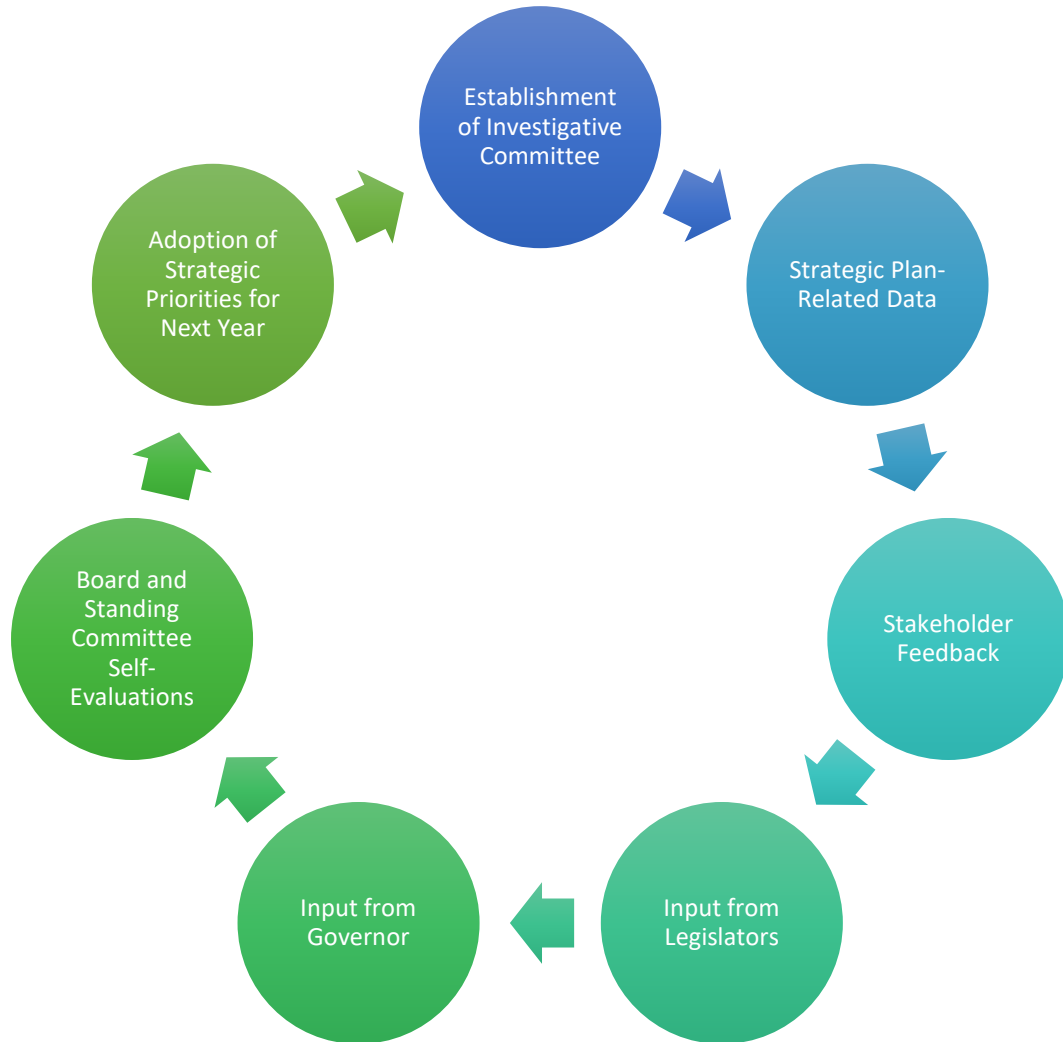 Establishment
of Investigative
Committee
Strategic Plan-
Related Data
Stakeholder
Feedback
Input from
Legislators
Input from
Governor
Board and
Standing
Committee
Self-
Evaluations
Adoption of
Strategic
Priorities for
Next Year